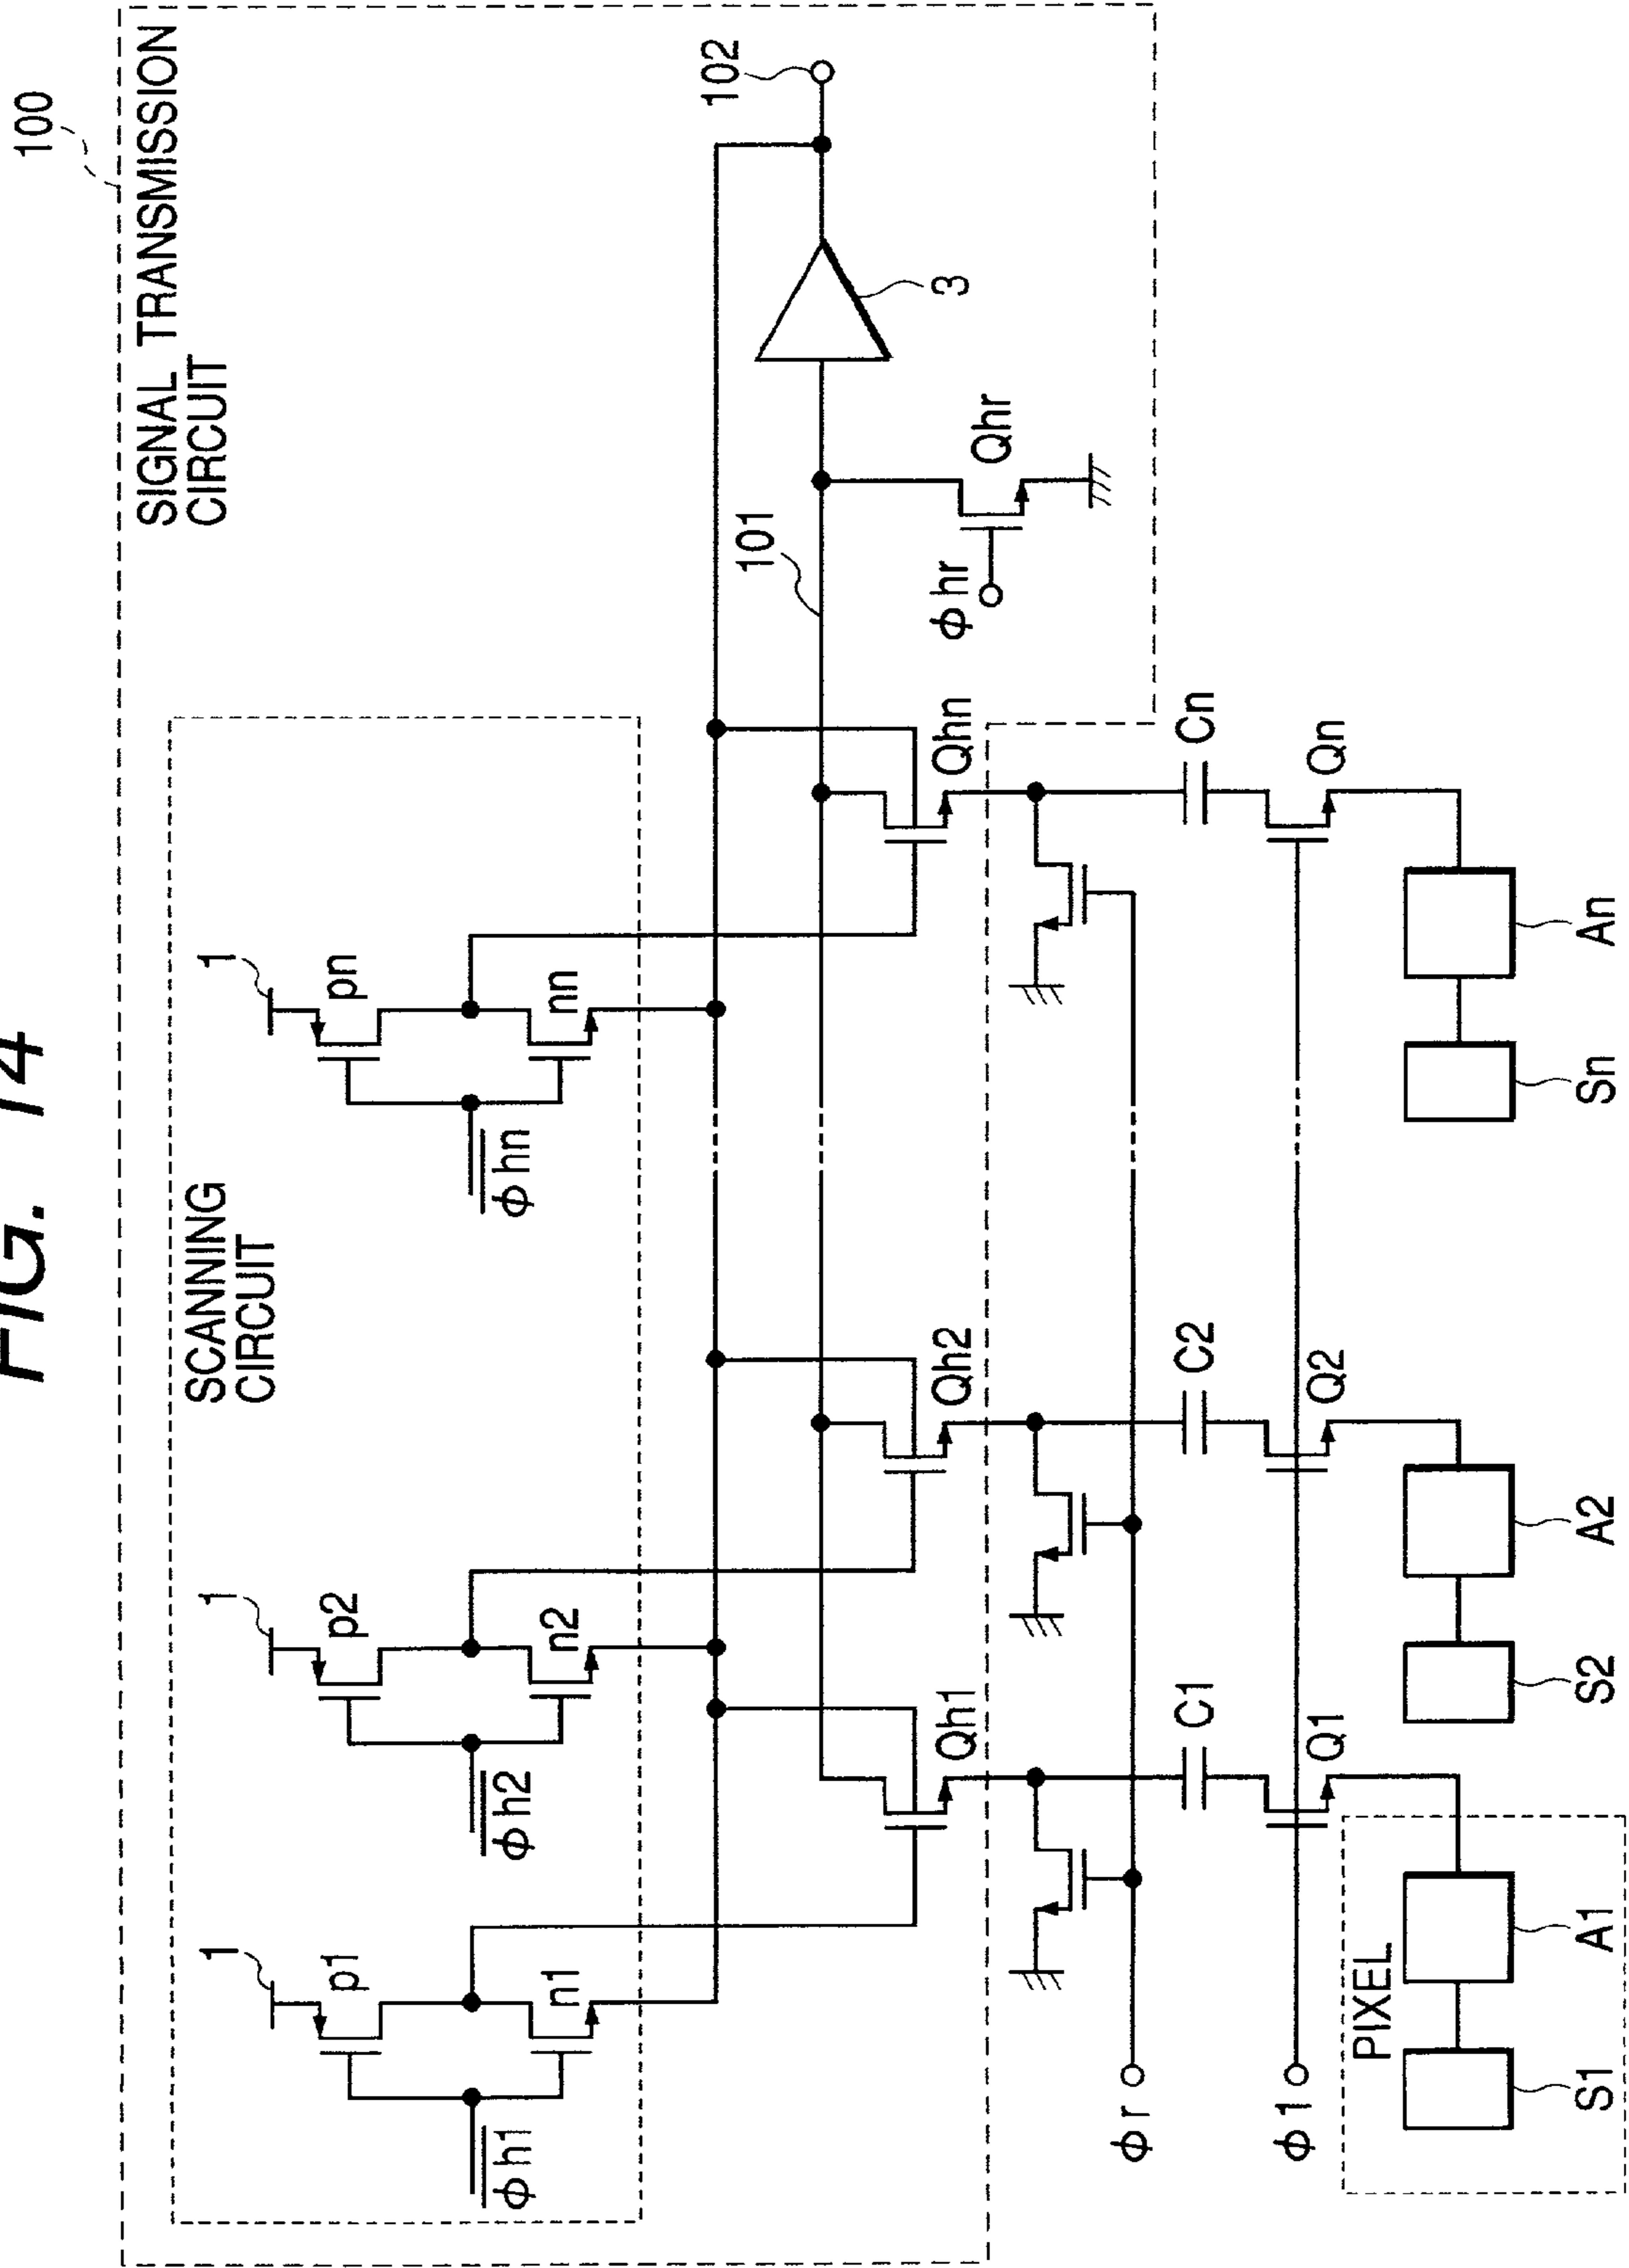 FIG. 14
100
SIGNAL TRANSMISSION
CIRCUIT
SCANNING
CIRCUIT
1
p1
n1
φh1
1
p2
n2
φh2
1
pn
nn
φhn
101
102
3
Qh1
Qh2
Qhn
φhr
Qhr
φr
C1
C2
Cn
φ1
Q1
Q2
Qn
PIXEL
S1
A1
S2
A2
Sn
An